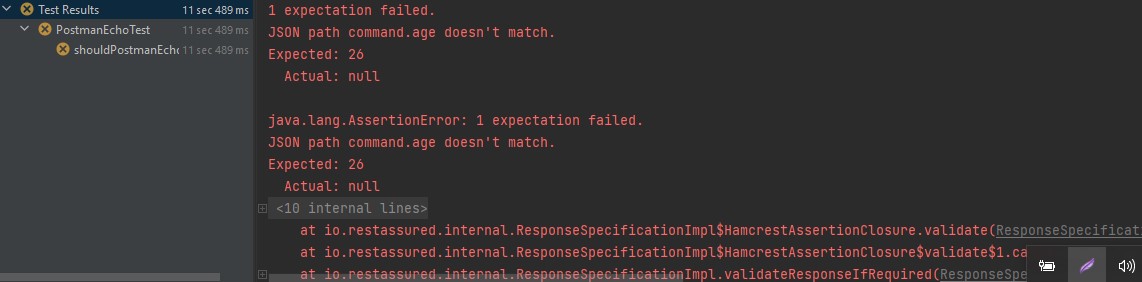 Test Results 11 sec 489 ms
PostmanEchoTest 11 sec 489 ms
shouldPostmanEcho 11 sec 489 ms
1 expectation failed.
JSON path command.age doesn't match.
Expected: 26
Actual: null
java.lang.AssertionError: 1 expectation failed.
JSON path command.age doesn't match.
Expected: 26
Actual: null
<10 internal lines>
at io.restassured.internal.ResponseSpecificationImpl$HamcrestAssertionClosure.validate(ResponseSpecificati
at io.restassured.internal.ResponseSpecificationImpl$HamcrestAssertionClosure$validate$1.ca
at io.restassured.internal.ResponseSpecificationImpl.validateResponseIfRequired(ResponseSpe